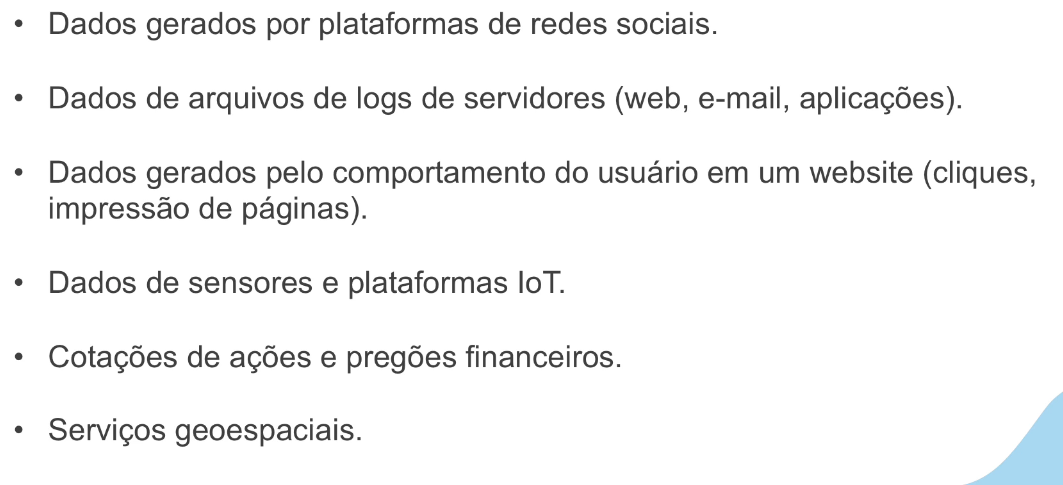 • Dados gerados por plataformas de redes sociais.
• Dados de arquivos de logs de servidores (web, e-mail, aplicações).
• Dados gerados pelo comportamento do usuário em um website (cliques,
impressão de páginas).
• Dados de sensores e plataformas IoT.
• Cotações de ações e pregões financeiros.
• Serviços geoespaciais.